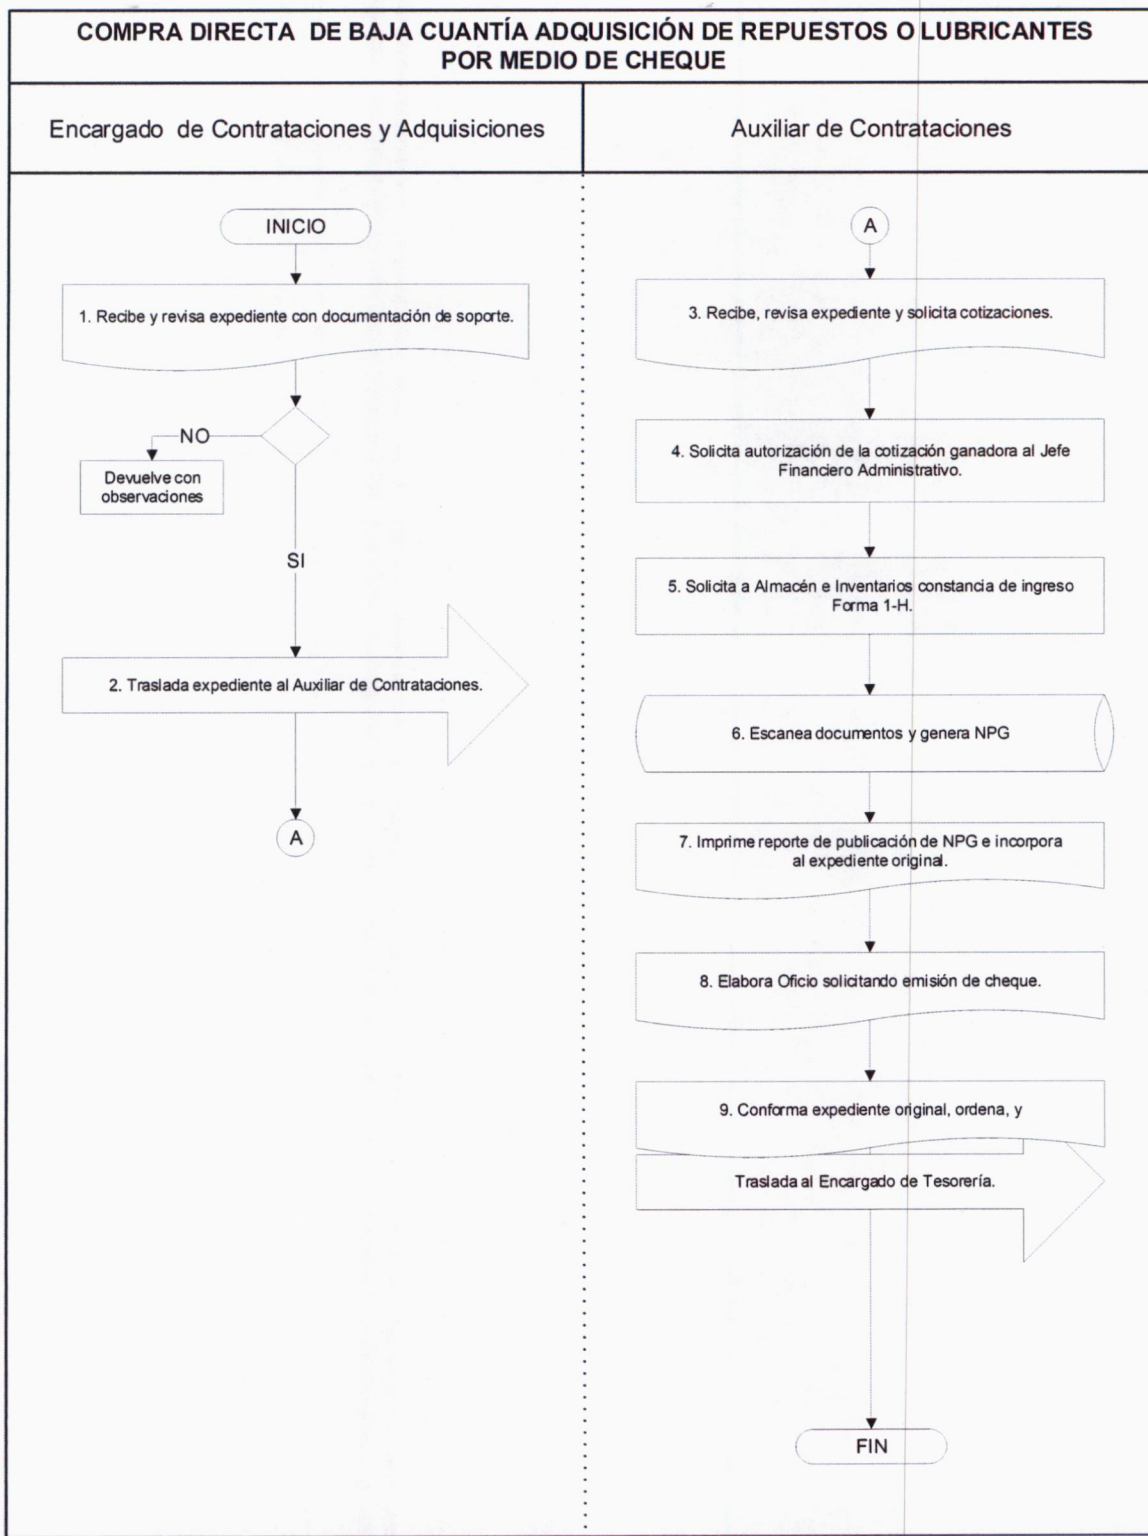 COMPRA DIRECTA DE BAJA CUANTÍA ADQUISICIÓN DE REPUESTOS O LUBRICANTES
POR MEDIO DE CHEQUE
Encargado de Contrataciones y Adquisiciones
Auxiliar de Contrataciones
INICIO
1. Recibe y revisa expediente con documentación de soporte.
NO
Devuelve con
observaciones
SI
2. Traslada expediente al Auxiliar de Contrataciones.
A
A
3. Recibe, revisa expediente y solicita cotizaciones.
4. Solicita autorización de la cotización ganadora al Jefe
Financiero Administrativo.
5. Solicita a Almacén e Inventarios constancia de ingreso
Forma 1-H.
6. Escanea documentos y genera NPG
7. Imprime reporte de publicación de NPG e incorpora
al expediente original.
8. Elabora Oficio solicitando emisión de cheque.
9. Conforma expediente original, ordena, y
Traslada al Encargado de Tesorería.
FIN